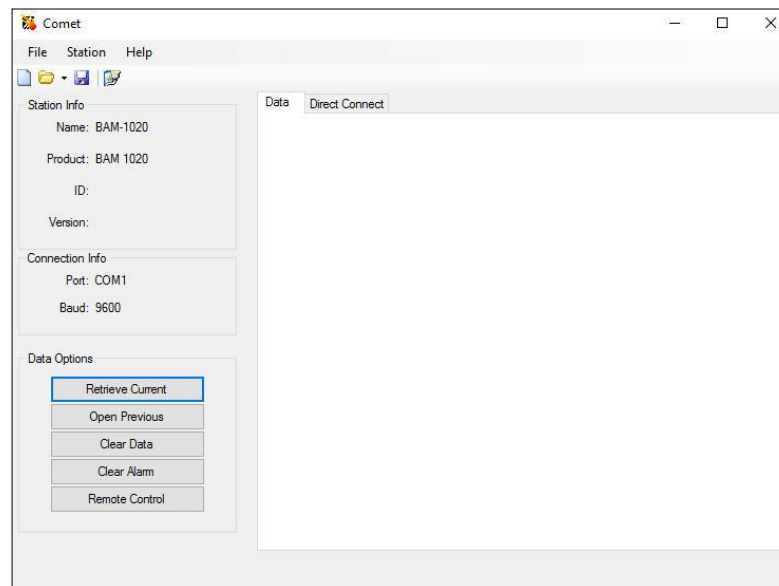 Comet
File Station Help
Data Direct Connect
Station Info
Name: BAM-1020
Product: BAM 1020
ID:
Version:
Connection Info
Port: COM1
Baud: 9600
Data Options
Retrieve Current
Open Previous
Clear Data
Clear Alarm
Remote Control